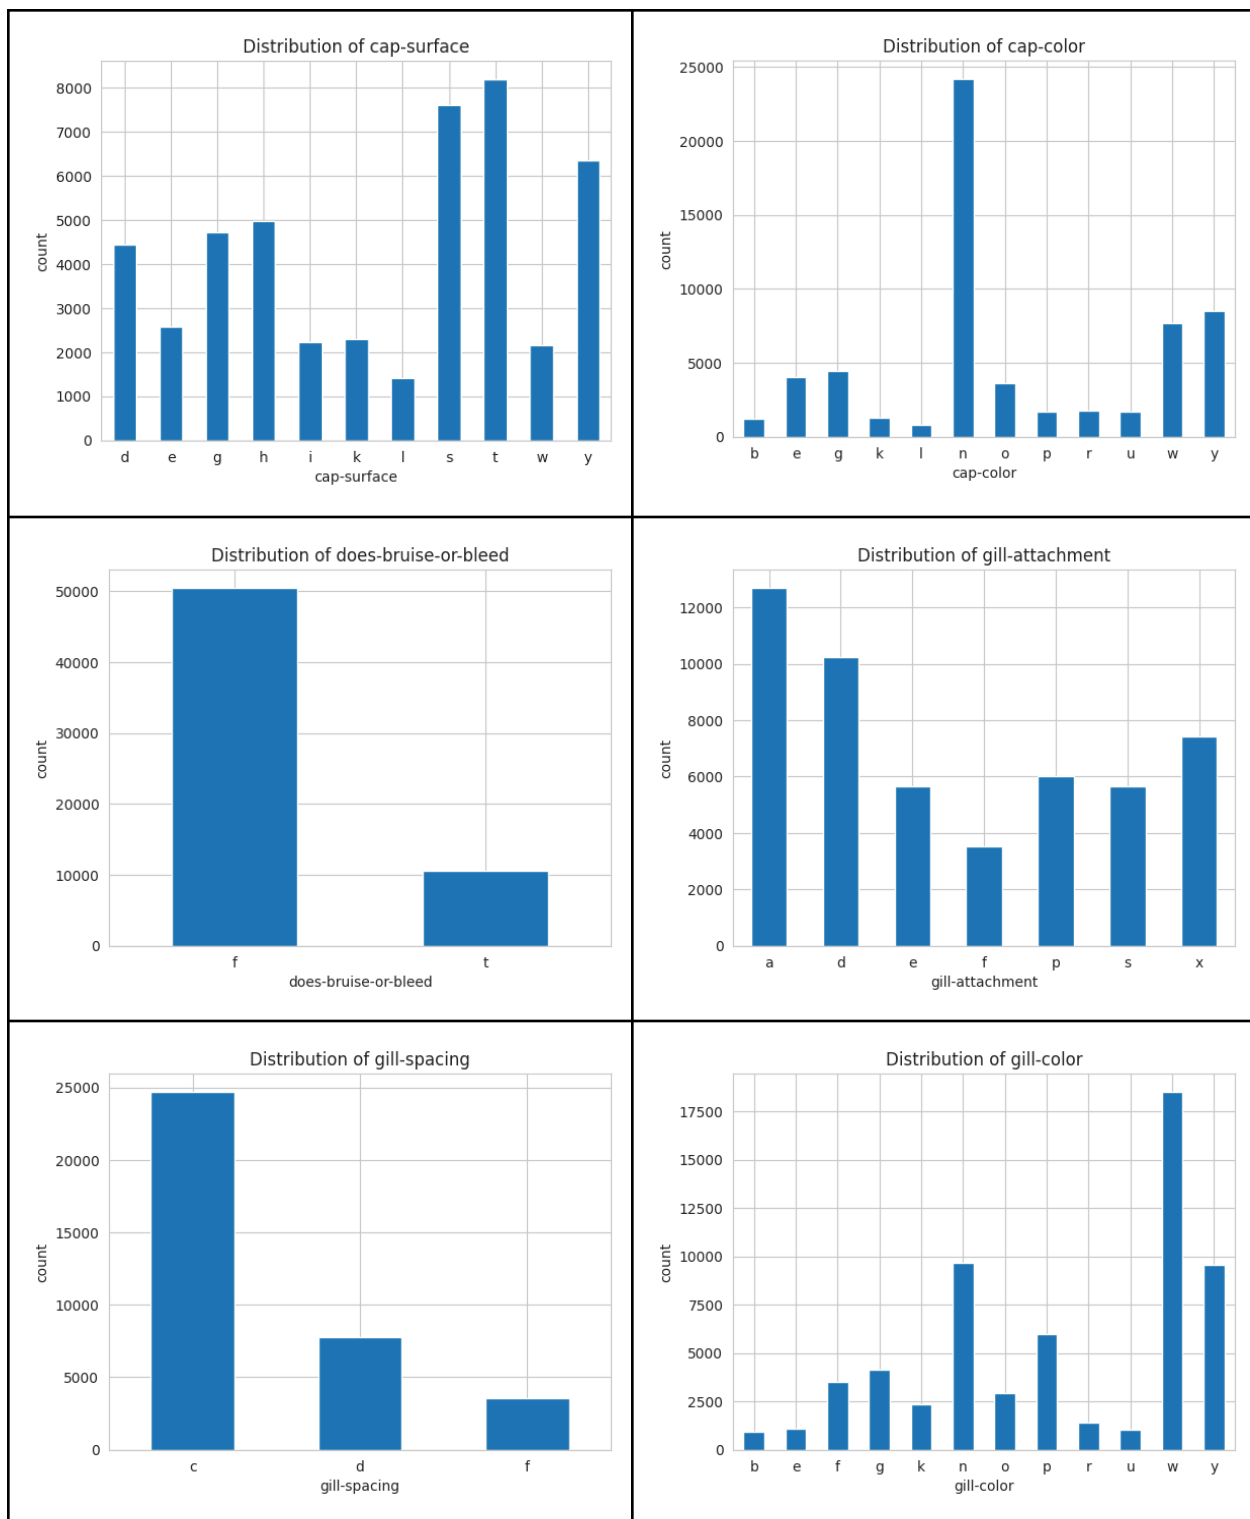 Distribution of cap-surface
8000
7000
6000
5000
4000
3000
2000
1000
0
count
d e g h i k l s t w y
cap-surface
Distribution of cap-color
25000
20000
15000
10000
5000
0
count
b e g k l n o p r u w y
cap-color
Distribution of does-bruise-or-bleed
50000
40000
30000
20000
10000
0
count
f t
does-bruise-or-bleed
Distribution of gill-attachment
12000
10000
8000
6000
4000
2000
0
count
a d e f p s x
gill-attachment
Distribution of gill-spacing
25000
20000
15000
10000
5000
0
count
c d f
gill-spacing
Distribution of gill-color
17500
15000
12500
10000
7500
5000
2500
0
count
b e f g k n o p r u w y
gill-color